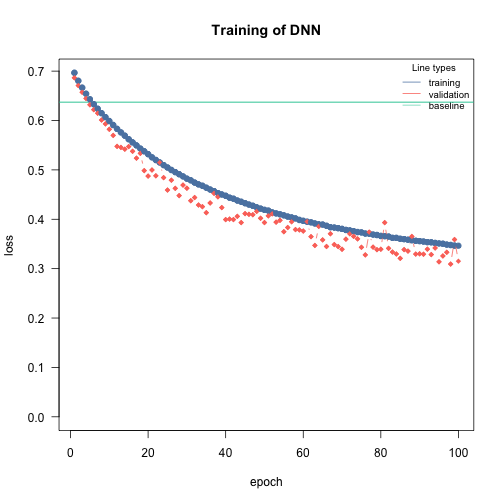 Training of DNN
Line types
training
validation
baseline
loss
0.7
0.6
0.5
0.4
0.3
0.2
0.1
0.0
0 20 40 60 80 100
epoch